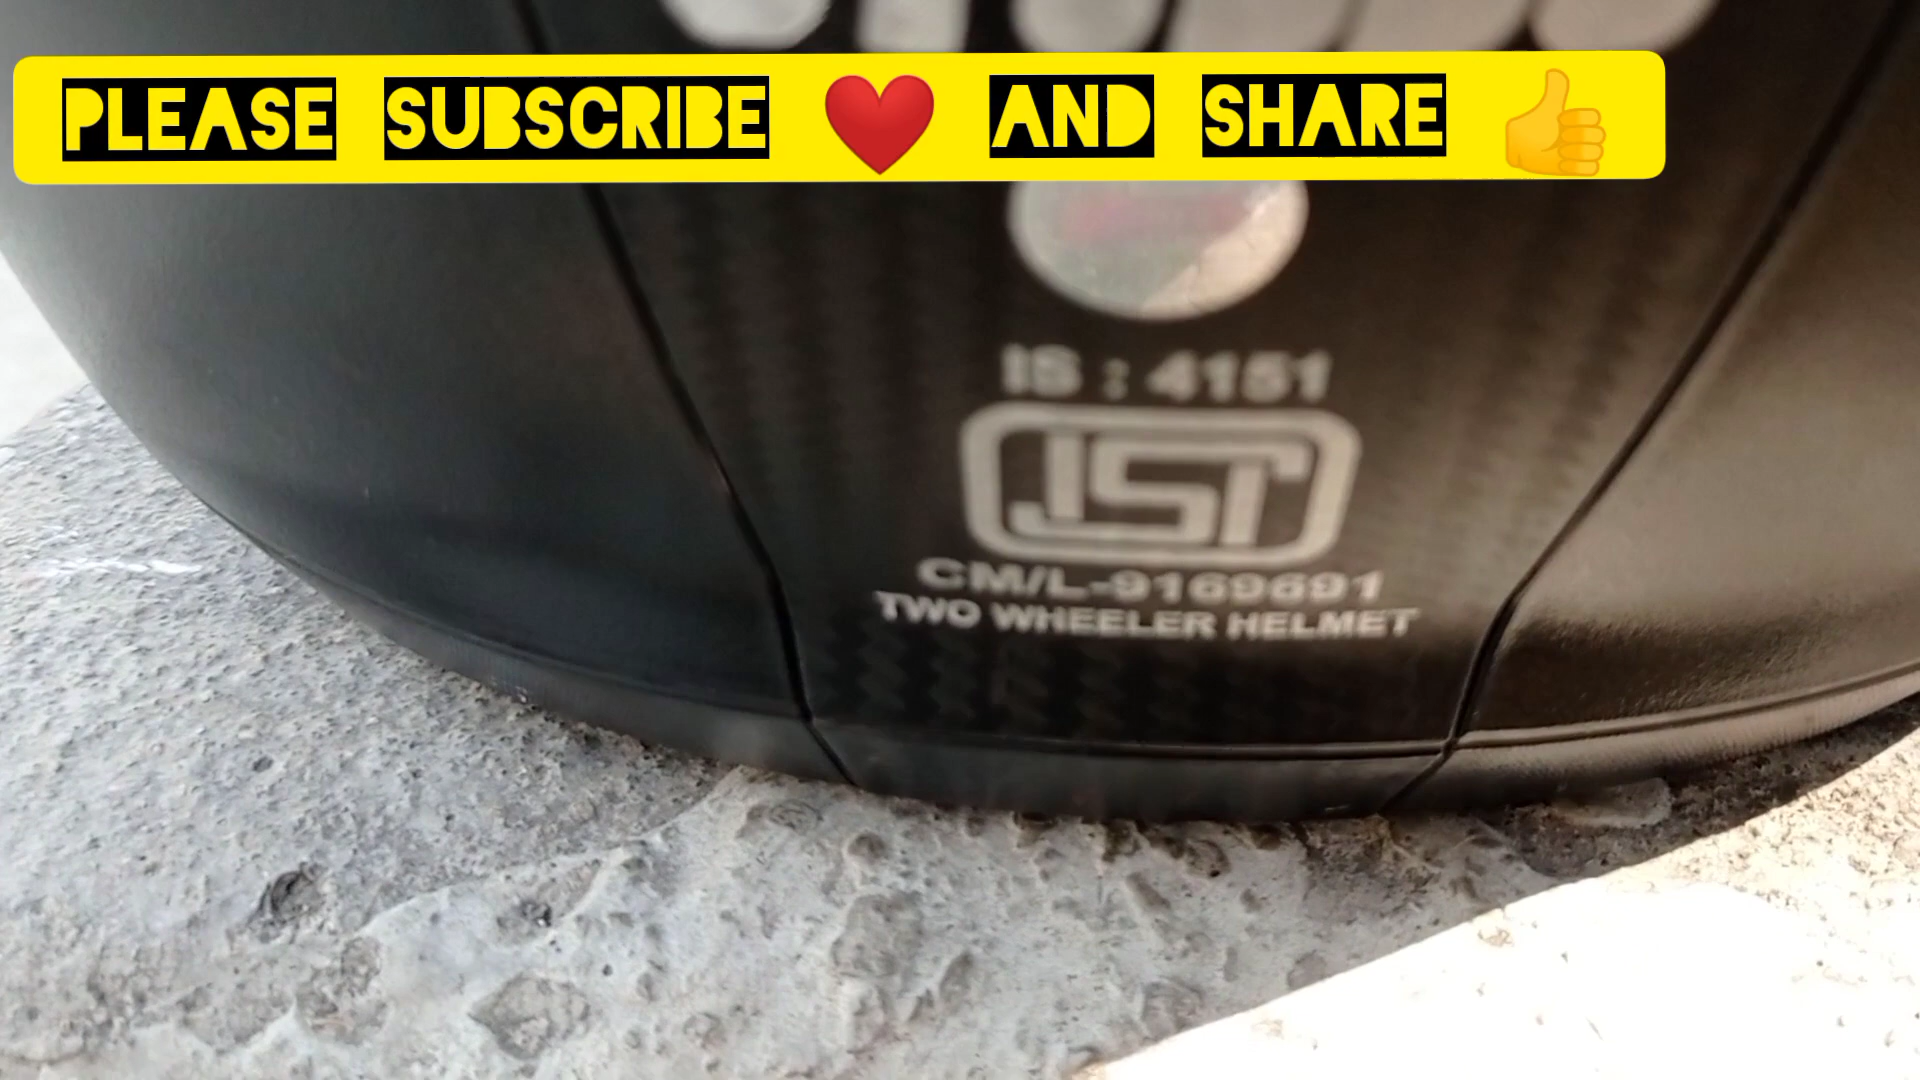 PLEASE SUBSCRIBE ❤️ AND SHARE 👍
IS : 4151
ISI
CM/L-9169691
TWO WHEELER HELMET